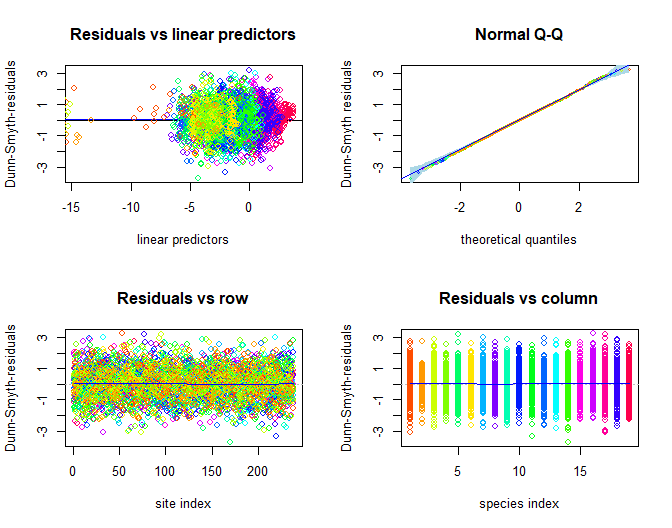 Residuals vs linear predictors
Dunn-Smyth-residuals
3
1
-1
-3
-15
-10
-5
0
linear predictors
Normal Q-Q
Dunn-Smyth-residuals
3
1
-1
-3
-2
0
2
theoretical quantiles
Residuals vs row
Dunn-Smyth-residuals
3
1
-1
-3
0
50
100
150
200
site index
Residuals vs column
Dunn-Smyth-residuals
3
1
-1
-3
5
10
15
species index